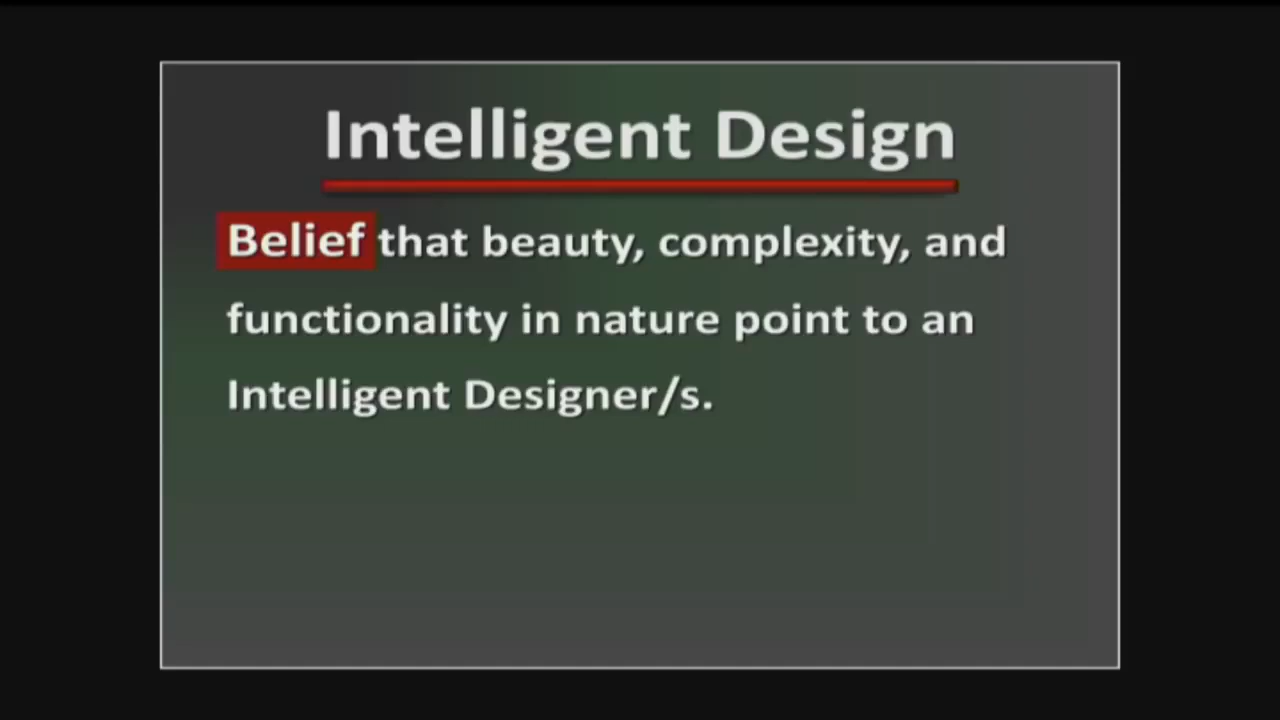 Intelligent Design
Belief that beauty, complexity, and
functionality in nature point to an
Intelligent Designer/s.